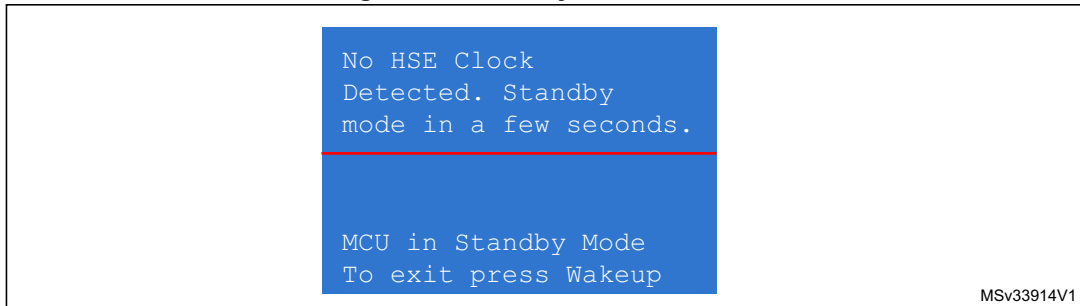 No HSE Clock
Detected. Standby
mode in a few seconds.
MCU in Standby Mode
To exit press Wakeup
MSv33914V1